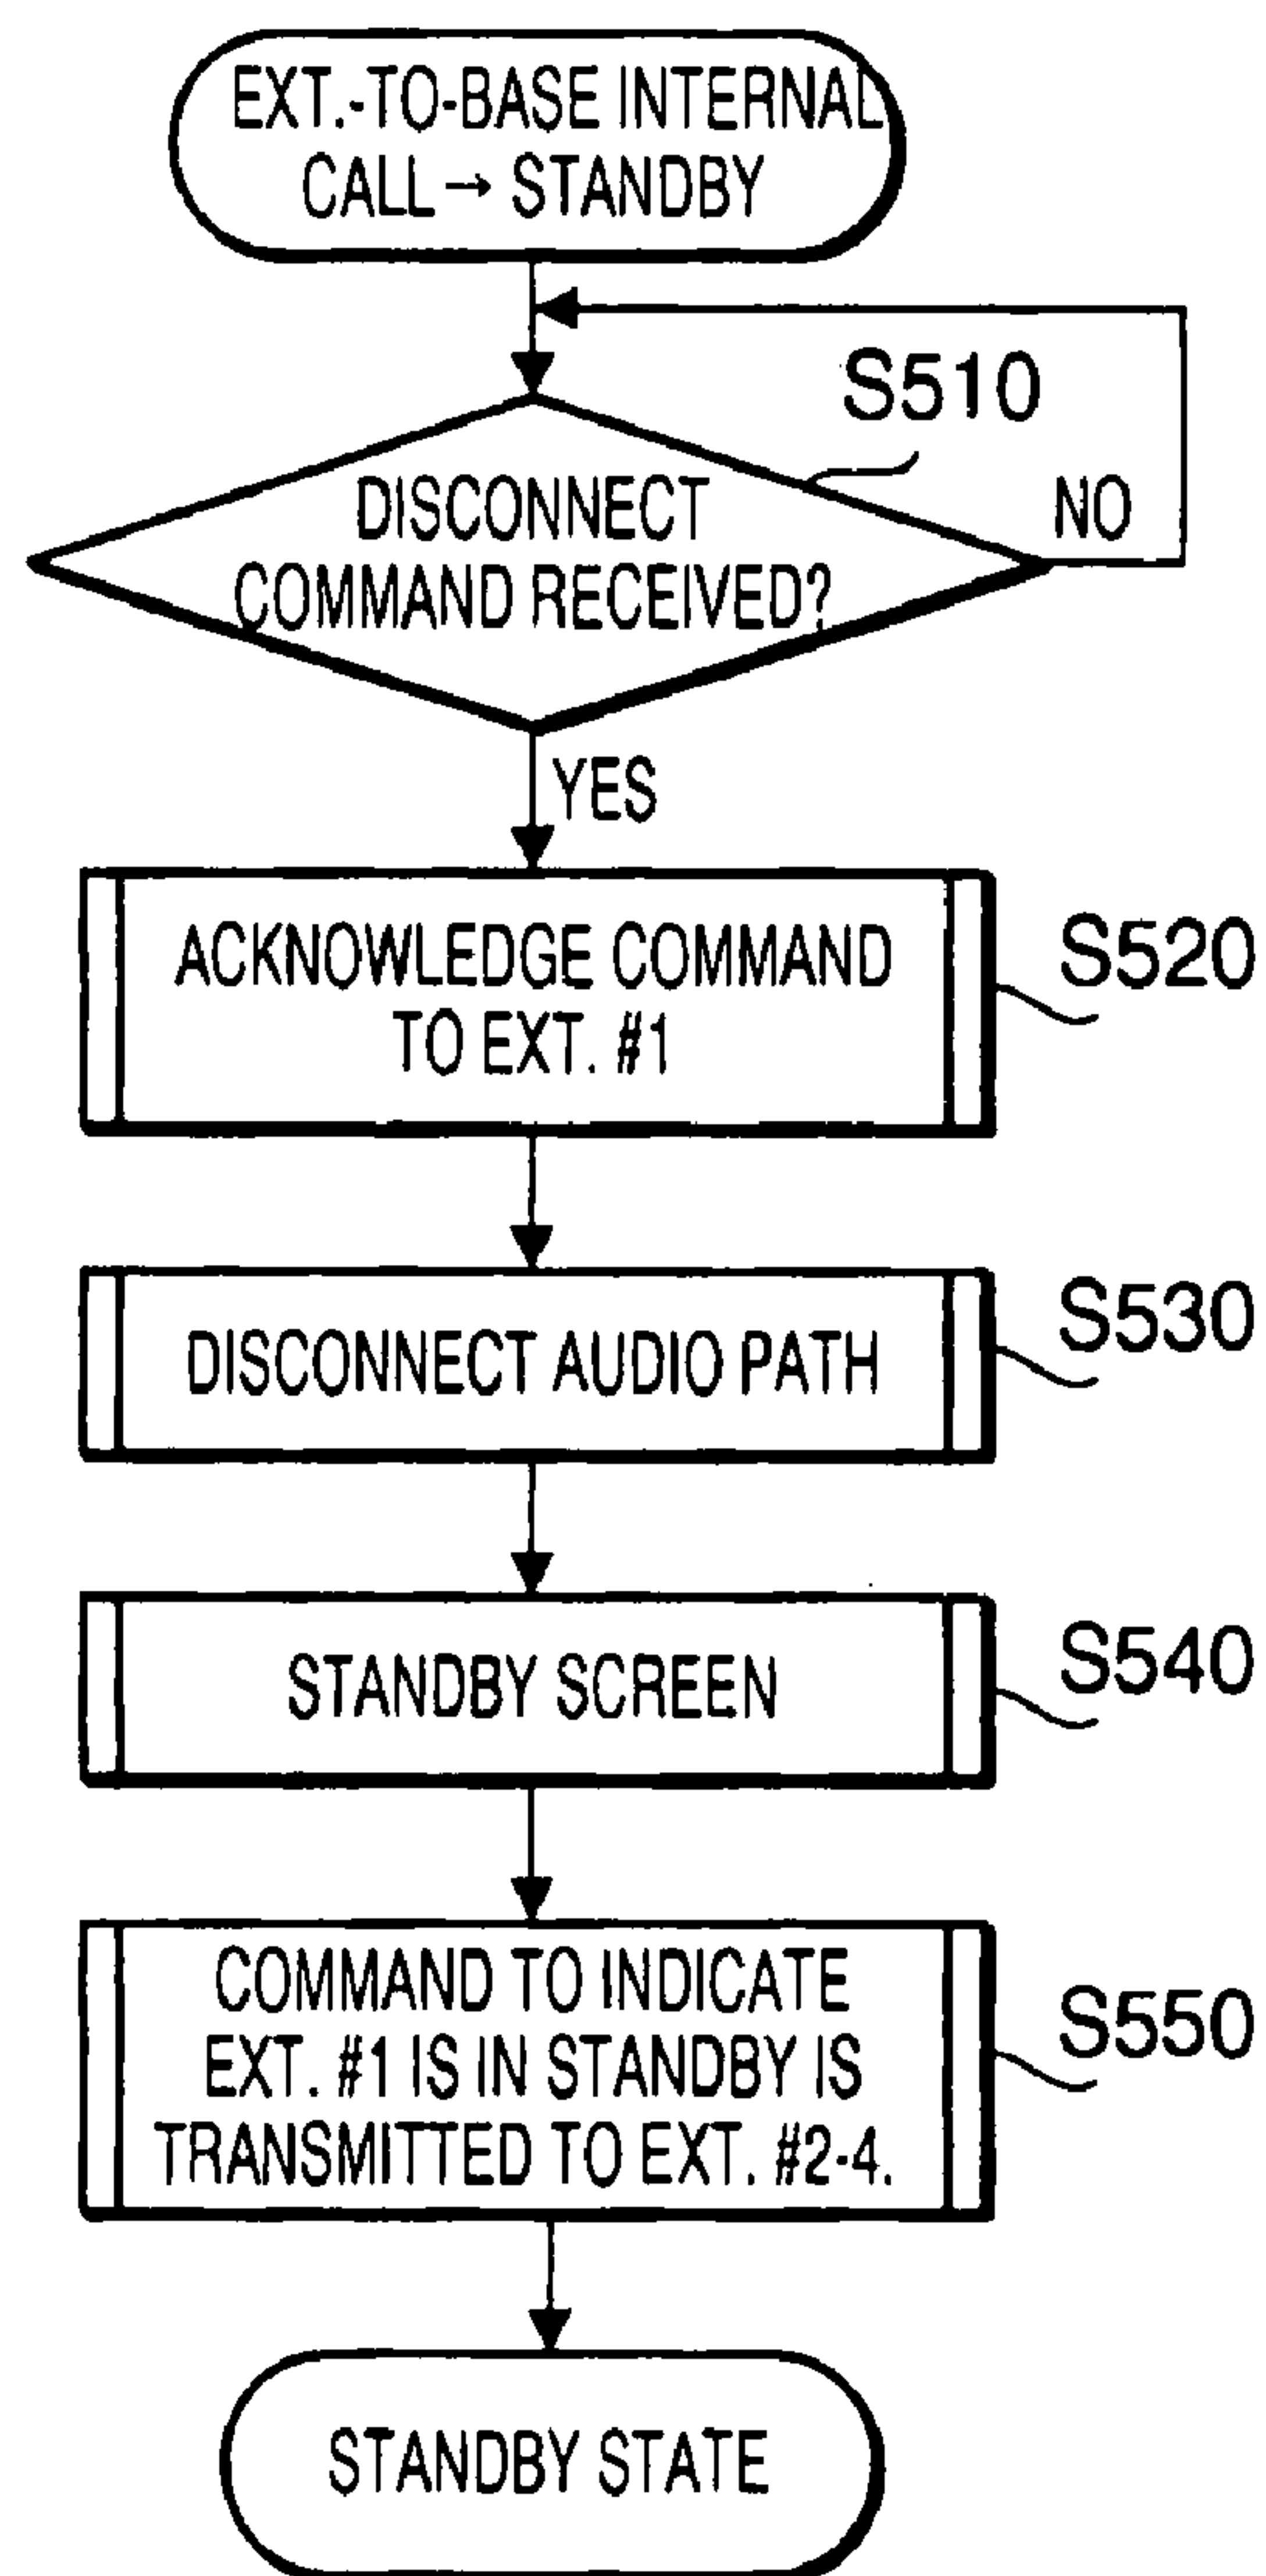 EXT.-TO-BASE INTERNAL
CALL → STANDBY
S510
DISCONNECT
COMMAND RECEIVED?
NO
YES
ACKNOWLEDGE COMMAND
TO EXT. #1
S520
DISCONNECT AUDIO PATH
S530
STANDBY SCREEN
S540
COMMAND TO INDICATE
EXT. #1 IS IN STANDBY IS
TRANSMITTED TO EXT. #2-4.
S550
STANDBY STATE